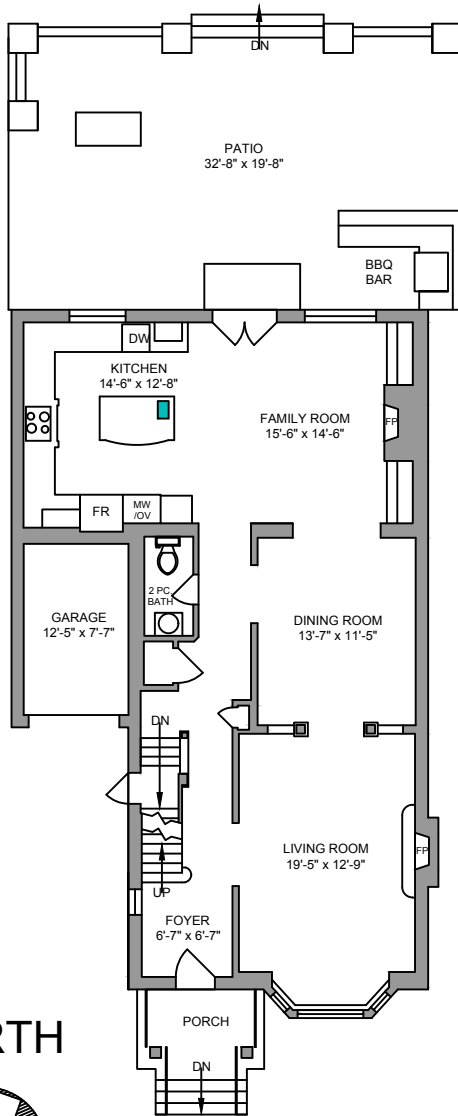 DN
PATIO
32'-8" x 19'-8"
BBQ
BAR
DW
KITCHEN
14'-6" x 12'-8"
FAMILY ROOM
15'-6" x 14'-6"
FP
FR
MW
/OV
2 PC.
BATH
GARAGE
12'-5" x 7'-7"
DINING ROOM
13'-7" x 11'-5"
DN
LIVING ROOM
19'-5" x 12'-9"
FP
UP
FOYER
6'-7" x 6'-7"
PORCH
DN
RTH